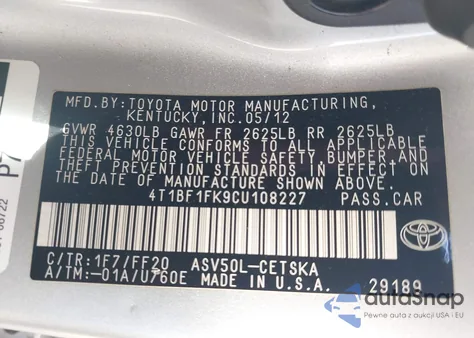 MFD.BY: TOYOTA MOTOR MANUFACTURING,
KENTUCKY, INC. 05/12
GVWR 4630LB GAWR FR 2625LB RR 2625LB
THIS VEHICLE CONFORMS TO ALL APPLICABLE
FEDERAL MOTOR VEHICLE SAFETY, BUMPER, AND
THEFT PREVENTION STANDARDS IN EFFECT ON
THE DATE OF MANUFACTURE SHOWN ABOVE.
4T1BF1FK9CU108227 PASS.CAR
C/TR: 1F7/FF20 ASV50L-CETSKA
A/TM: -01A/U760E MADE IN U.S.A. 29189
TOYOTA
autoSnap
Pewne auta z aukcji USA i EU